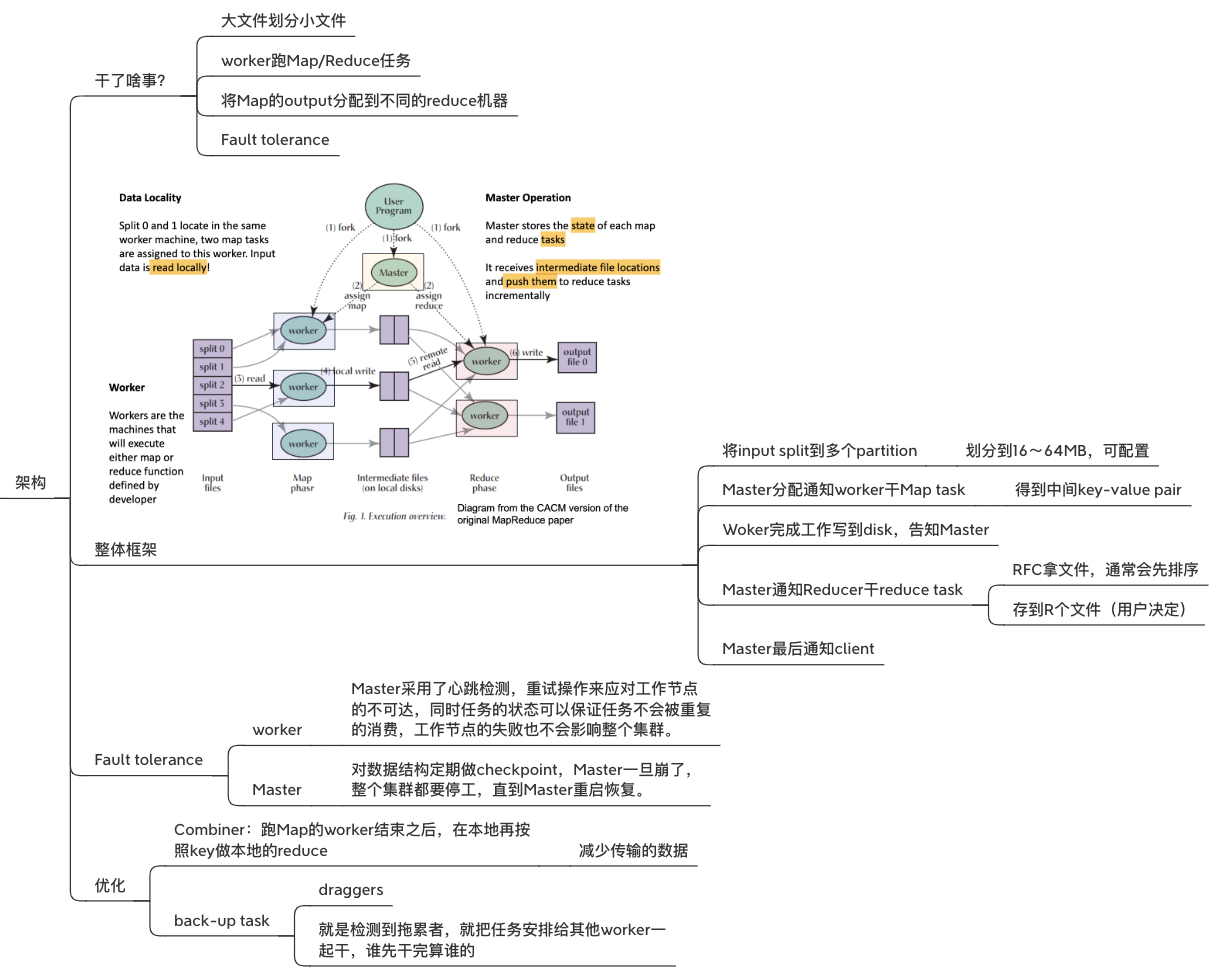 架构
干了啥事?
大文件划分小文件
worker跑Map/Reduce任务
将Map的output分配到不同的reduce机器
Fault tolerance
Data Locality
Split 0 and 1 locate in the same
worker machine, two map tasks
are assigned to this worker. Input
data is read locally!
Master Operation
Master stores the state of each map
and reduce tasks
It receives intermediate file locations
and push them to reduce tasks
incrementally
Worker
Workers are the
machines that
will execute
either map or
reduce function
defined by
developer
User
Program
(1) fork
(1) fork
(1) fork
Master
(2)
assign
map
(2)
assign
reduce
worker
worker
worker
split 0
split 1
split 2
split 3
split 4
(3) read
(4) local write
(5) remote
read
worker
worker
(6) write
output
file 0
output
file 1
Input
files
Map
phasr
Intermediate files
(on local disks)
Reduce
phase
Output
files
Fig. 1. Execution overview.
Diagram from the CACM version of the
original MapReduce paper
整体框架
将input split到多个partition
划分到16～64MB，可配置
Master分配通知worker干Map task
得到中间key-value pair
Woker完成工作写到disk，告知Master
Master通知Reducer干reduce task
RFC拿文件，通常会先排序
存到R个文件（用户决定）
Master最后通知client
Fault tolerance
worker
Master采用了心跳检测，重试操作来应对工作节点
的不可达，同时任务的状态可以保证任务不会被重复
的消费，工作节点的失败也不会影响整个集群。
Master
对数据结构定期做checkpoint，Master一旦崩了，
整个集群都要停工，直到Master重启恢复。
优化
Combiner：跑Map的worker结束之后，在本地再按
照key做本地的reduce
减少传输的数据
back-up task
draggers
就是检测到拖累者，就把任务安排给其他worker一
起干，谁先干完算谁的